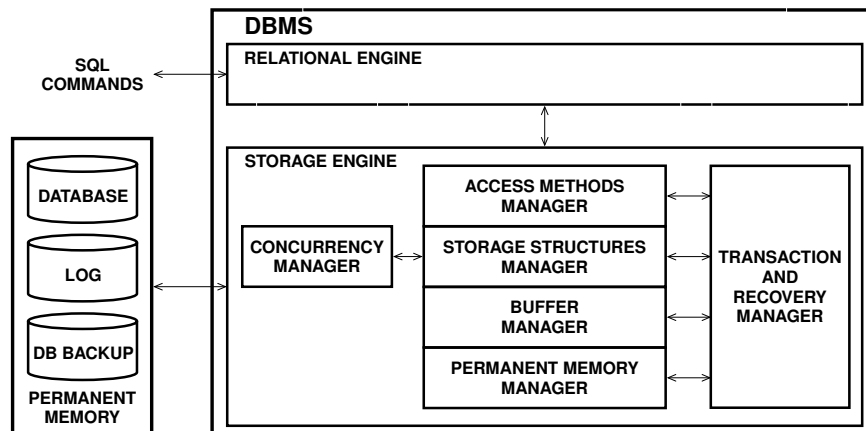 DBMS
RELATIONAL ENGINE
SQL
COMMANDS
STORAGE ENGINE
DATABASE
LOG
DB BACKUP
PERMANENT
MEMORY
CONCURRENCY
MANAGER
ACCESS METHODS
MANAGER
STORAGE STRUCTURES
MANAGER
BUFFER
MANAGER
PERMANENT MEMORY
MANAGER
TRANSACTION
AND
RECOVERY
MANAGER